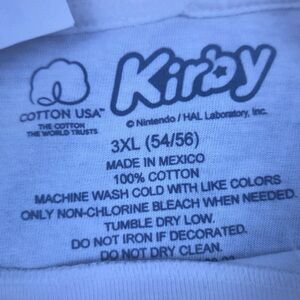 Kirby
COTTON USA™
THE COTTON
THE WORLD TRUSTS
© Nintendo / HAL Laboratory, Inc.
3XL (54/56)
MADE IN MEXICO
100% COTTON
MACHINE WASH COLD WITH LIKE COLORS
ONLY NON-CHLORINE BLEACH WHEN NEEDED.
TUMBLE DRY LOW.
DO NOT IRON IF DECORATED.
DO NOT DRY CLEAN.